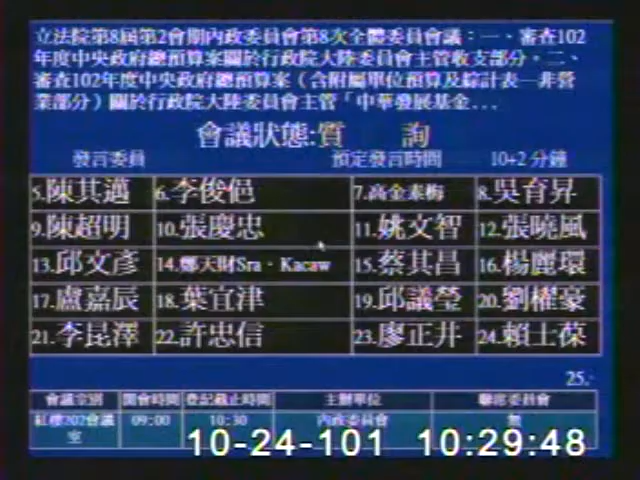 立法院第8屆第2會期內政委員會第8次全體委員會議：一、審查102
年度中央政府總預算案關於行政院大陸委員會主管收支部分。二、
審查102年度中央政府總預算案（含附屬單位預算及綜計表－非營
業部分）關於行政院大陸委員會主管「中華發展基金...
會議狀態:質 詢
發言委員 預定發言時間 10+2分鐘
5.陳其邁 6.李俊俋 7.高金素梅 8.吳育昇
9.陳超明 10.張慶忠 11.姚文智 12.張曉風
13.邱文彥 14.鄭天財Sra．Kacaw 15.蔡其昌 16.楊麗環
17.盧嘉辰 18.葉宜津 19.邱議瑩 20.劉櫂豪
21.李昆澤 22.許忠信 23.廖正井 24.賴士葆
25.
會議室別 開會時間 登記截止時間 主辦單位 聯席委員會
紅樓202會議 09:00 10:30 內政委員會 無
室
10-24-101 10:29:48